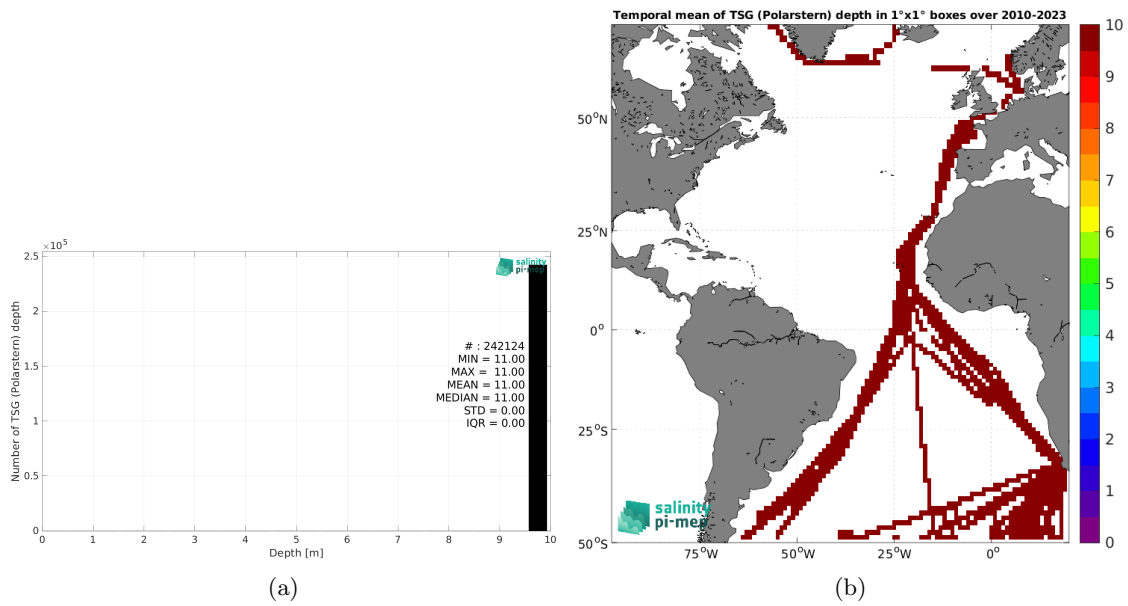 ×10⁵
2.5
2
1.5
1
0.5
0
Number of TSG (Polarstern) depth
salinity
pi-mep
# : 242124
MIN = 11.00
MAX = 11.00
MEAN = 11.00
MEDIAN = 11.00
STD = 0.00
IQR = 0.00
0 1 2 3 4 5 6 7 8 9 10
Depth [m]
(a)
Temporal mean of TSG (Polarstern) depth in 1°x1° boxes over 2010-2023
50°N
25°N
0°
25°S
50°S
salinity
pi-mep
75°W 50°W 25°W 0°
10
9
8
7
6
5
4
3
2
1
0
(b)